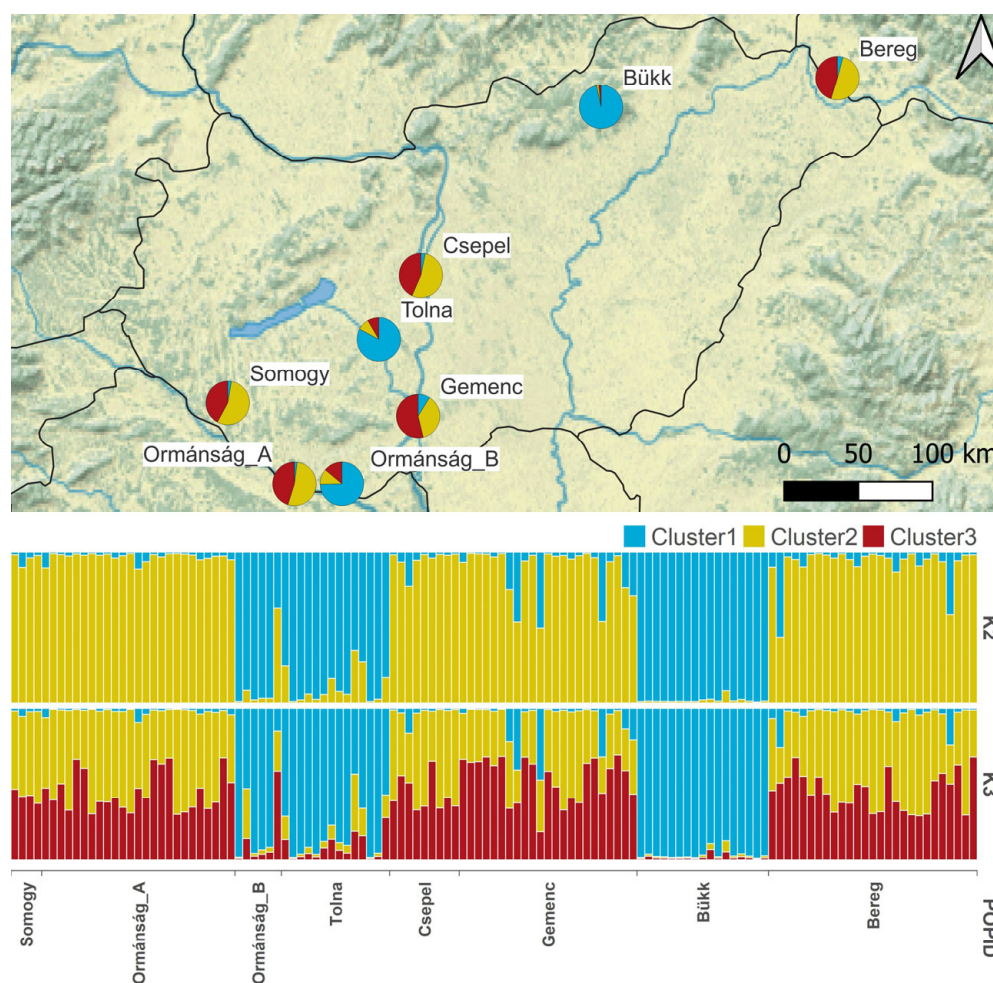 Bükk
Bereg
Csepel
Tolna
Somogy
Gemenc
Ormánság_A
Ormánság_B
0 50 100 km
Cluster1 Cluster2 Cluster3
K2
K3
Somogy
Ormánság_A
Ormánság_B
Tolna
Csepel
Gemenc
Bükk
Bereg
POPID